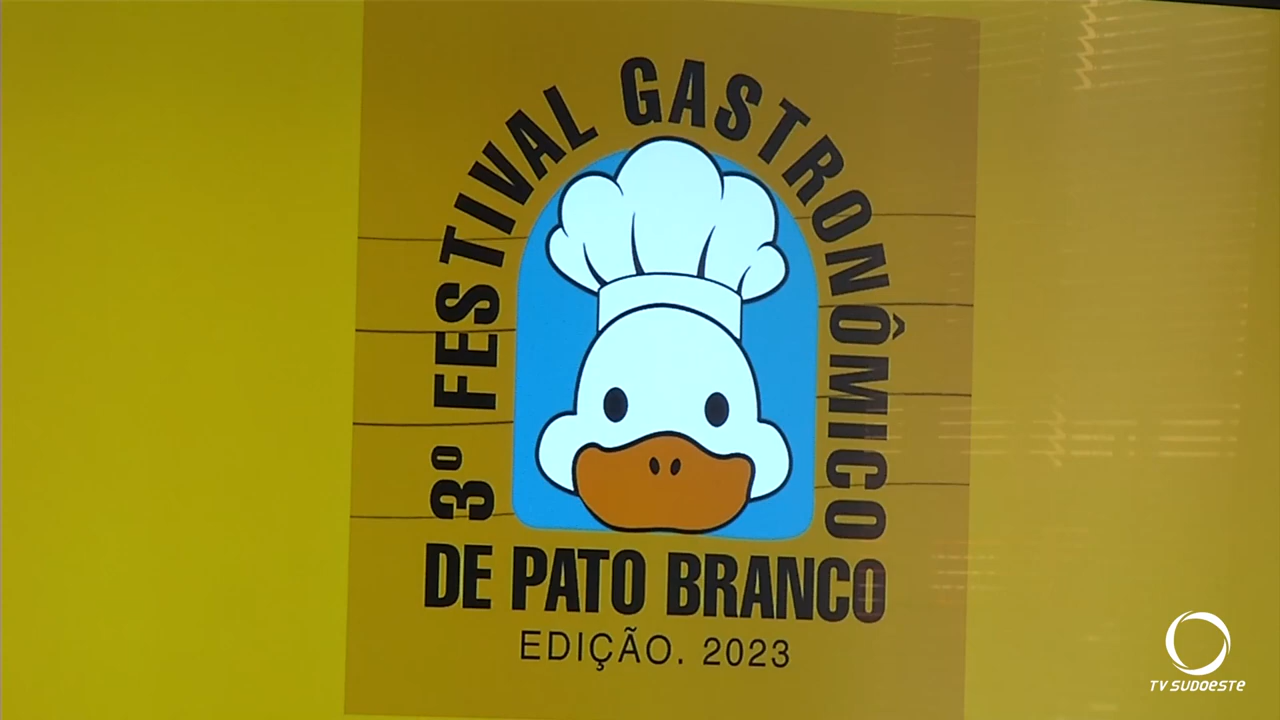 3º FESTIVAL GASTRONÔMICO
DE PATO BRANCO
EDIÇÃO. 2023
TV SUDOESTE